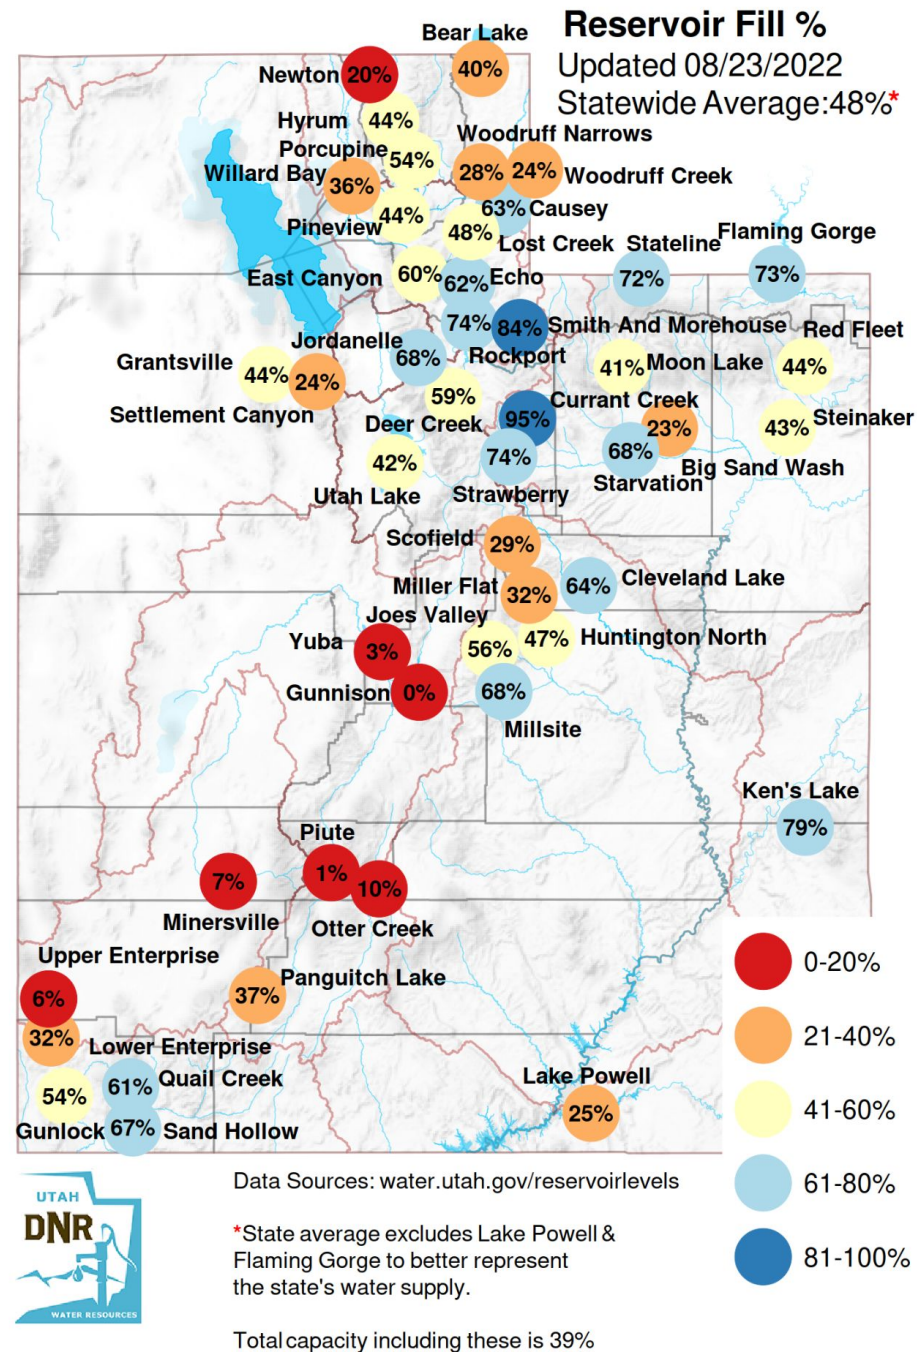 Reservoir Fill %
Updated 08/23/2022
Statewide Average:48%*
Bear Lake
40%
Newton 20%
Hyrum 44%
Porcupine
54%
Woodruff Narrows
28%
24% Woodruff Creek
Willard Bay
36%
63% Causey
Pineview 44%
48%
Lost Creek
Stateline
72%
Flaming Gorge
73%
East Canyon 60%
62% Echo
74%
Rockport
84% Smith And Morehouse
Jordanelle
68%
Red Fleet
44%
Grantsville
44%
24%
Settlement Canyon
41% Moon Lake
59%
Deer Creek
Currant Creek
95%
23%
Big Sand Wash
43% Steinaker
68%
Starvation
74%
Strawberry
42%
Utah Lake
Scofield
29%
Miller Flat
32%
64% Cleveland Lake
Joes Valley
56%
47% Huntington North
Yuba
3%
Gunnison 0%
68%
Millsite
Ken's Lake
79%
Piute
1%
10%
Otter Creek
7%
Minersville
Upper Enterprise
6%
37% Panguitch Lake
32%
Lower Enterprise
61% Quail Creek
54%
Gunlock
67% Sand Hollow
Lake Powell
25%
0-20%
21-40%
41-60%
61-80%
81-100%
UTAH
DNR
WATER RESOURCES
Data Sources: water.utah.gov/reservoirlevels
*State average excludes Lake Powell &
Flaming Gorge to better represent
the state's water supply.
Total capacity including these is 39%